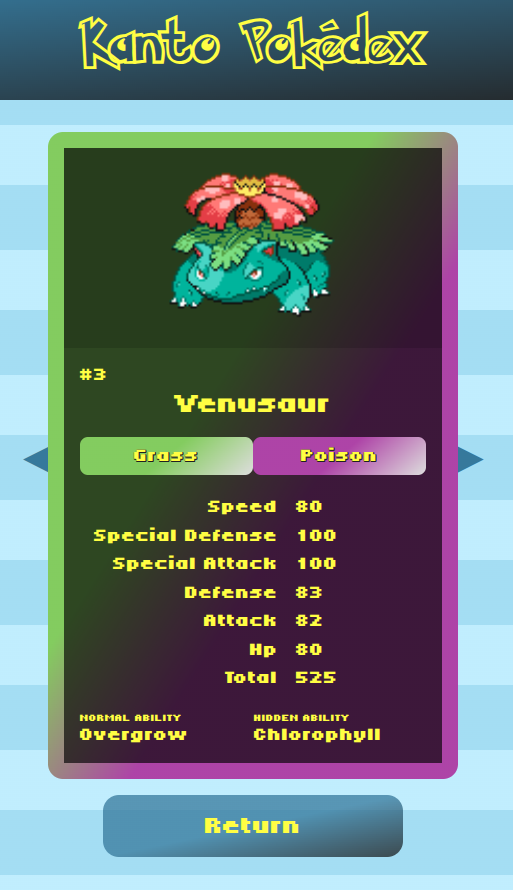 Kanto Pokédex
#3
Venusaur
Grass Poison
Speed 80
Special Defense 100
Special Attack 100
Defense 83
Attack 82
Hp 80
Total 525
NORMAL ABILITY HIDDEN ABILITY
Overgrow Chlorophyll
Return